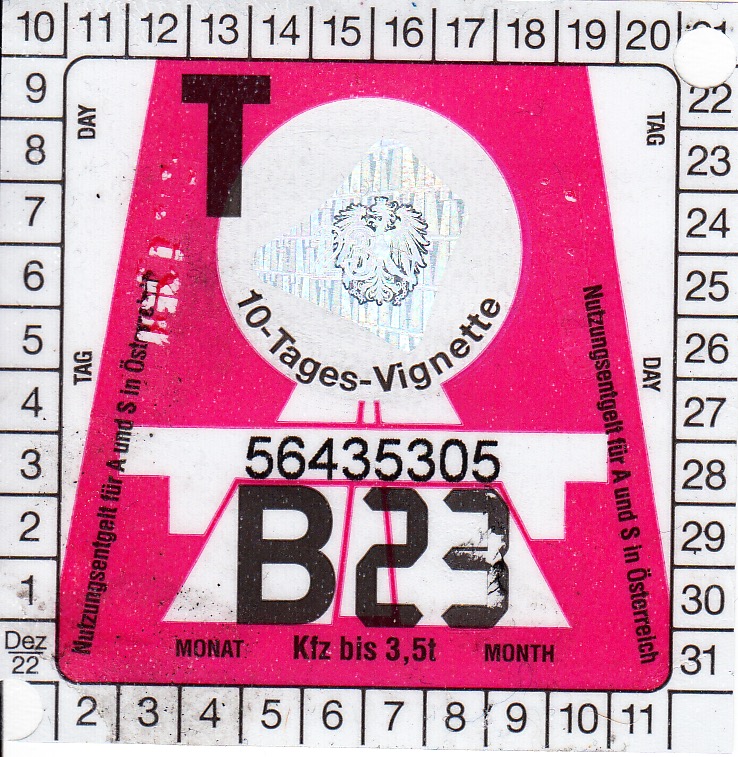 10 11 12 13 14 15 16 17 18 19 20 21
9 22
8 23
7 24
6 25
5 26
4 27
3 28
2 29
1 30
Dez 22 31
2 3 4 5 6 7 8 9 10 11
DAY
TAG
T
10-Tages-Vignette
TAG
DAY
Nutzungsentgelt für A und S in Österreich
Nutzungsentgelt für A und S in Österreich
56435305
B23
MONAT Kfz bis 3,5t MONTH